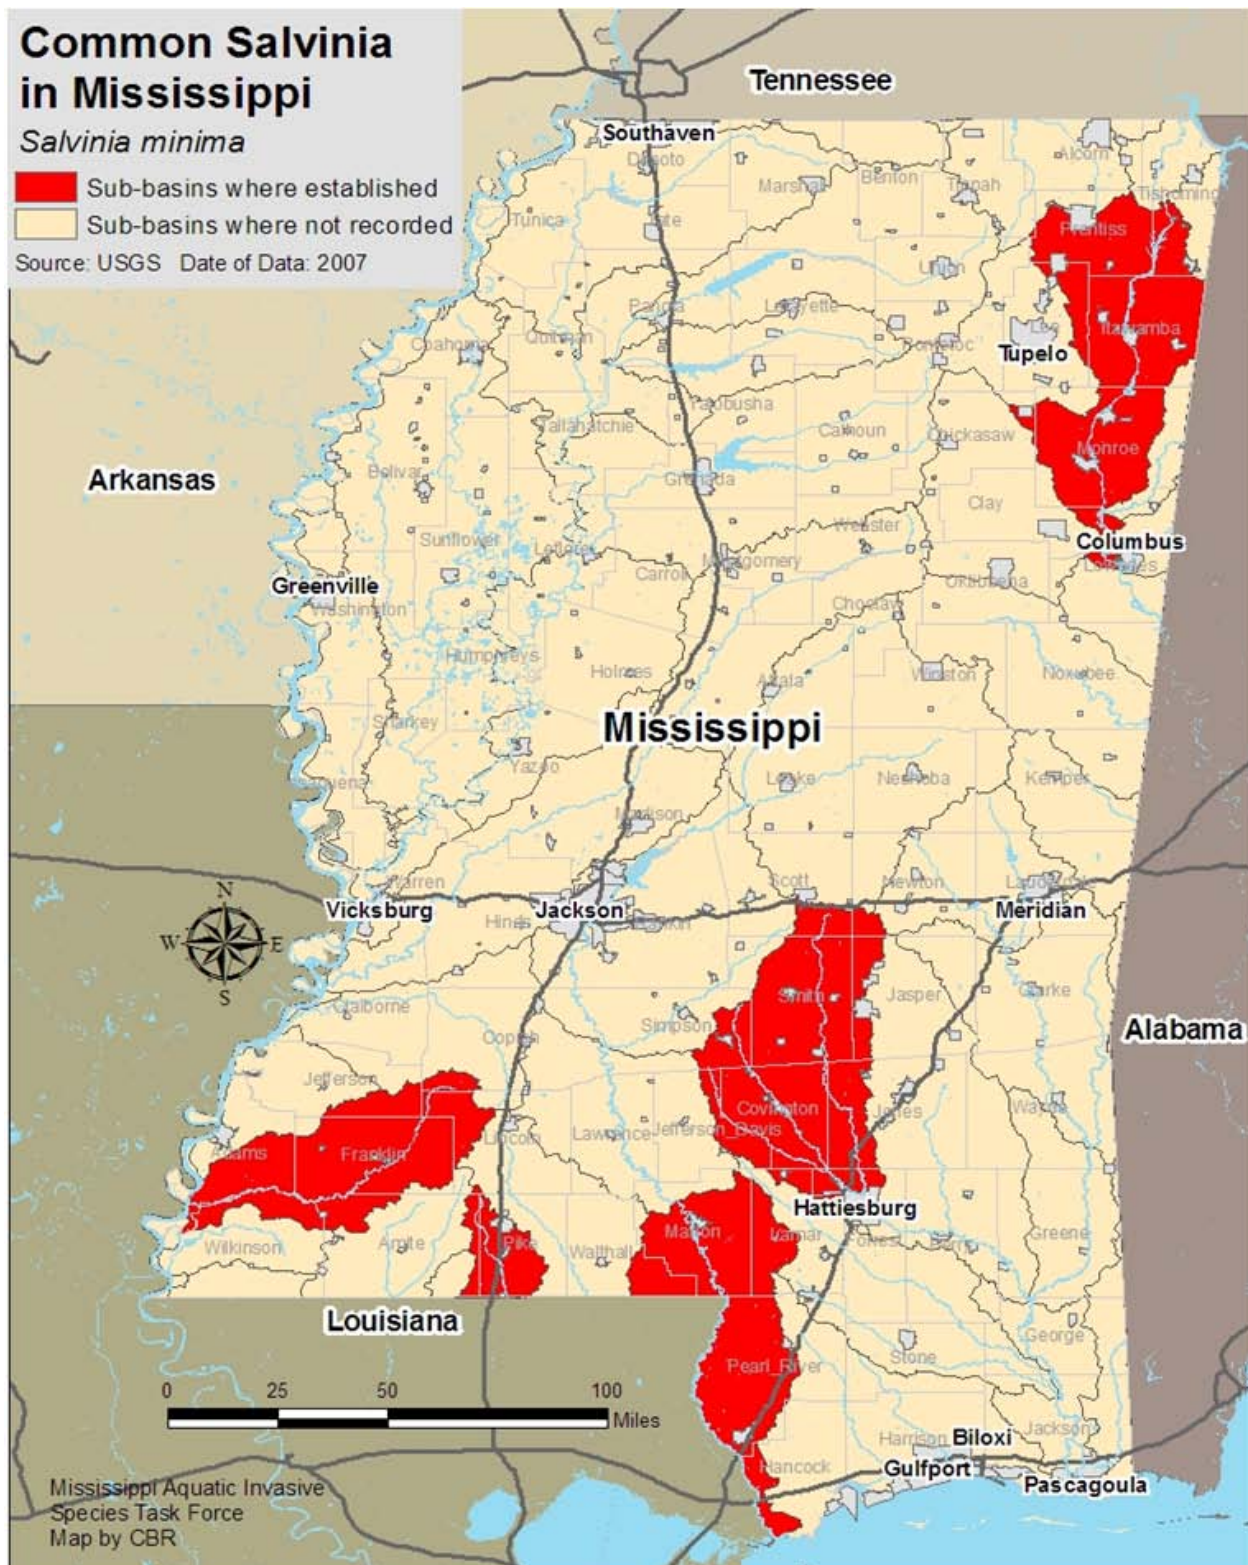 Common Salvinia
in Mississippi
Salvinia minima
Sub-basins where established
Sub-basins where not recorded
Source: USGS Date of Data: 2007
Tennessee
Southaven
Alcorn
Benton
Marshall
Tippah
Tishomingo
Tunica
Tate
Prentiss
Union
Panola
Lafayette
Lee
Itawamba
Quitman
Coahoma
Pontotoc
Tupelo
Yalobusha
Tallahatchie
Calhoun
Chickasaw
Monroe
Bolivar
Arkansas
Grenada
Clay
Webster
Sunflower
Leflore
Columbus
Montgomery
Carroll
Oktibbeha
Greenville
Washington
Choctaw
Humphreys
Holmes
Attala
Winston
Noxubee
Sharkey
Mississippi
Yazoo
Leake
Neshoba
Kemper
Madison
Warren
Scott
Newton
Vicksburg
Hinds
Jackson
Rankin
Meridian
N
W
E
S
Smith
Jasper
Clarke
Claiborne
Simpson
Copiah
Alabama
Jefferson
Covington
Jones
Wayne
Lincoln
Lawrence
Jefferson_Davis
Adams
Franklin
Hattiesburg
Marion
Lamar
Forrest
Perry
Greene
Wilkinson
Amite
Pike
Walthall
Louisiana
George
Stone
Pearl_River
0 25 50 100
Miles
Harrison
Biloxi
Jackson
Hancock
Gulfport
Pascagoula
Mississippi Aquatic Invasive
Species Task Force
Map by CBR